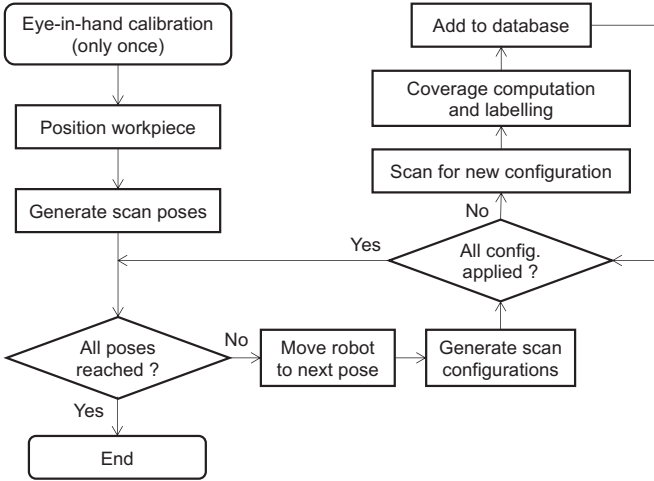 Eye-in-hand calibration
(only once)
Position workpiece
Generate scan poses
All poses
reached ?
Yes
End
No
Move robot
to next pose
Generate scan
configurations
All config.
applied ?
Yes
No
Scan for new configuration
Coverage computation
and labelling
Add to database